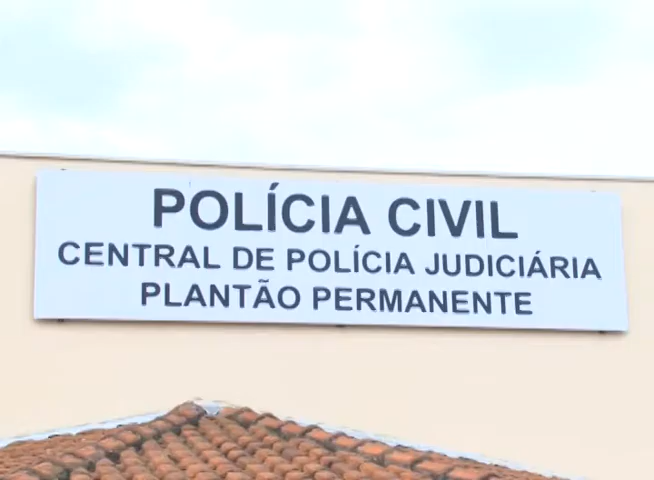 POLÍCIA CIVIL
CENTRAL DE POLÍCIA JUDICIÁRIA
PLANTÃO PERMANENTE